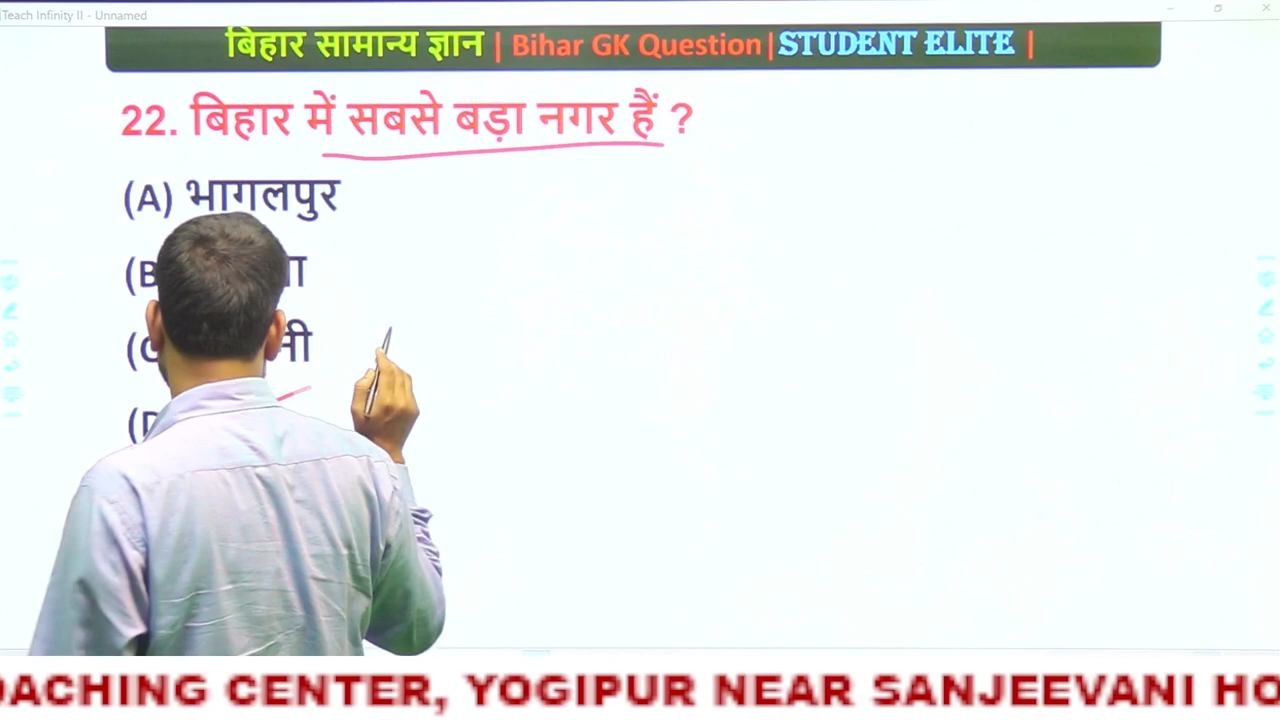 Teach Infinity II - Unnamed
बिहार सामान्य ज्ञान | Bihar GK Question | STUDENT ELITE |
22. बिहार में सबसे बड़ा नगर हैं ?
(A) भागलपुर
(B
(C
(D
COACHING CENTER, YOGIPUR NEAR SANJEEVANI HO